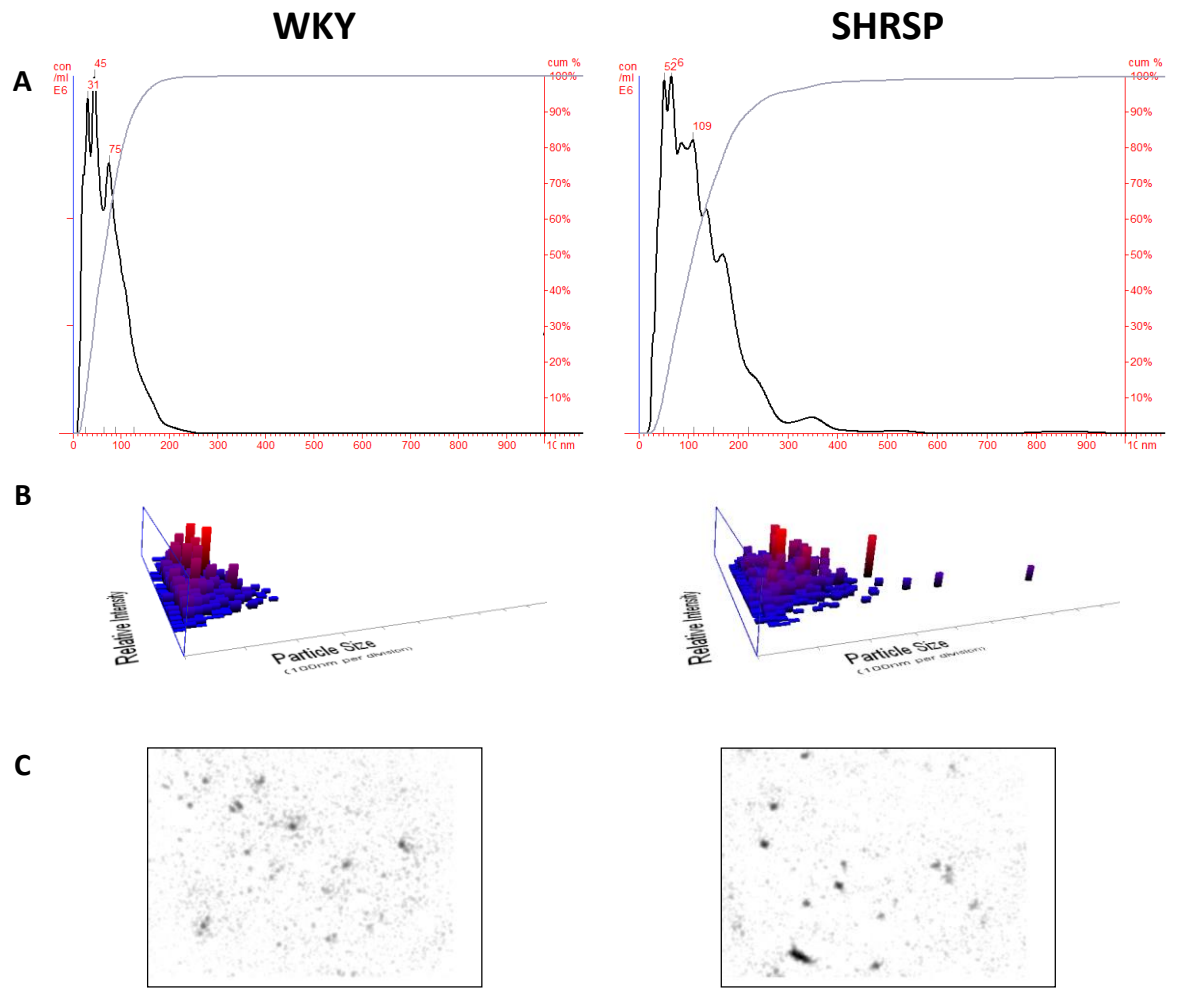 WKY
SHRSP
A
con
/ml
E6
45
31
75
cum %
100%
90%
80%
70%
60%
50%
40%
30%
20%
10%
0 100 200 300 400 500 600 700 800 900 nm
con
/ml
E6
52
109
cum %
100%
90%
80%
70%
60%
50%
40%
30%
20%
10%
0 100 200 300 400 500 600 700 800 900 nm
B
Relative Intensity
Particle Size
(100nm per division)
Relative Intensity
Particle Size
(100nm per division)
C